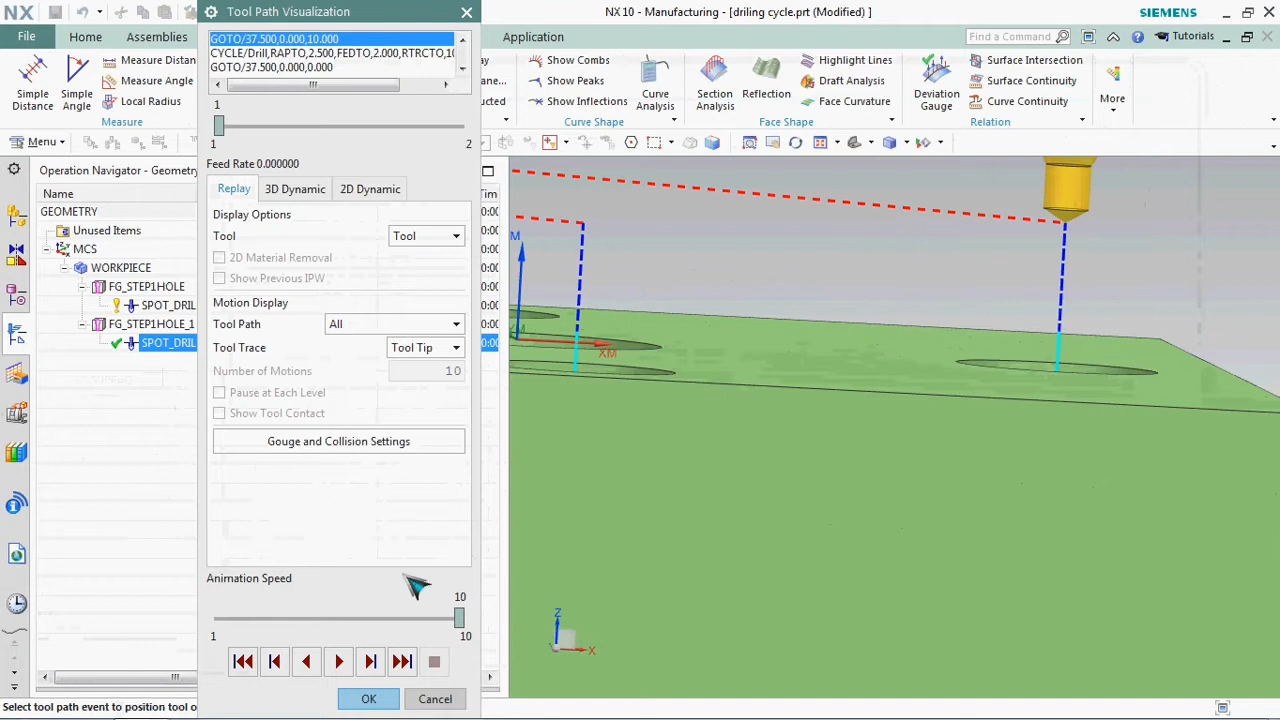 NX
Tool Path Visualization
NX 10 - Manufacturing - [driling cycle.prt (Modified) ]
SIEMENS
File
Home
Assemblies
Application
Find a Command
Tutorials
GOTO/37.500,0.000,10.000
CYCLE/Drill,RAPTO,2.500,FEDTO,2.000,RTRCTO,10
GOTO/37.500,0.000,0.000
Simple Distance
Simple Angle
Measure Distan
Measure Angle
Local Radius
Measure
Show Combs
Show Peaks
Show Inflections
Curve Analysis
Curve Shape
Section Analysis
Reflection
Highlight Lines
Draft Analysis
Face Curvature
Face Shape
Deviation Gauge
Surface Intersection
Surface Continuity
Curve Continuity
Relation
More
Menu
1
1
2
Feed Rate 0.000000
Replay
3D Dynamic
2D Dynamic
Display Options
Tool
Tool
2D Material Removal
Show Previous IPW
Motion Display
Tool Path
All
Tool Trace
Tool Tip
Number of Motions
10
Pause at Each Level
Show Tool Contact
Gouge and Collision Settings
Animation Speed
10
1
10
OK
Cancel
Operation Navigator - Geometry
Name
GEOMETRY
Unused Items
MCS
WORKPIECE
FG_STEP1HOLE
SPOT_DRIL
FG_STEP1HOLE_1
SPOT_DRIL
XM
Z
X
Select tool path event to position tool o